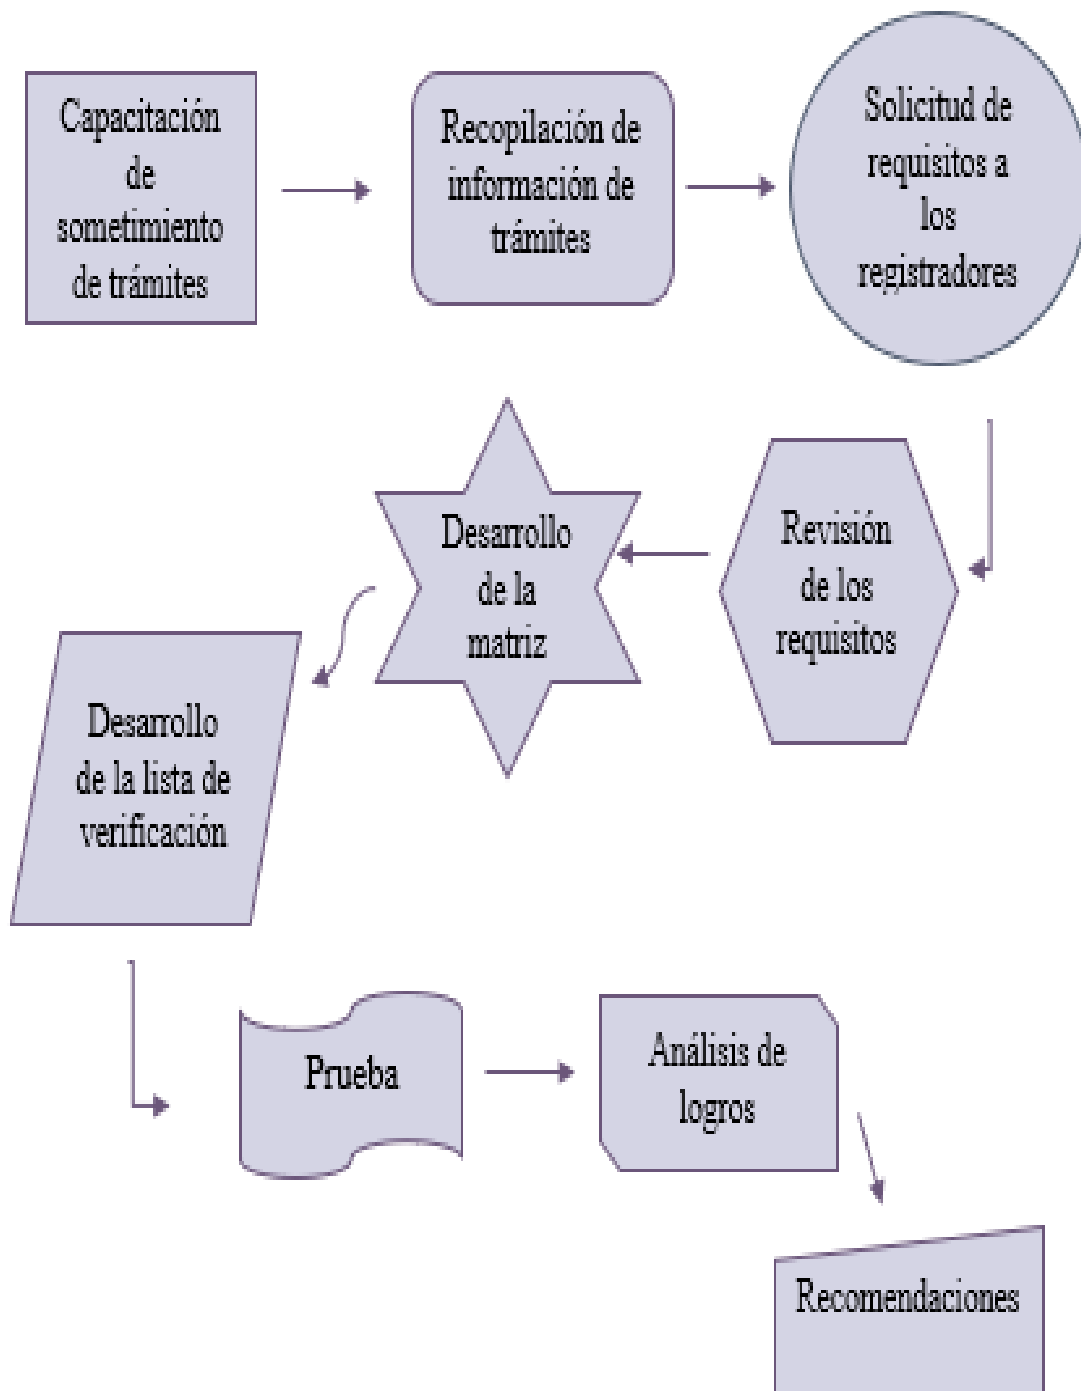 Capacitación
de
sometimiento
de trámites
Recopilación de
información de
trámites
Solicitud de
requisitos a
los
registradores
Revisión
de los
requisitos
Desarrollo
de la
matriz
Desarrollo
de la lista de
verificación
Prueba
Análisis de
logros
Recomendaciones